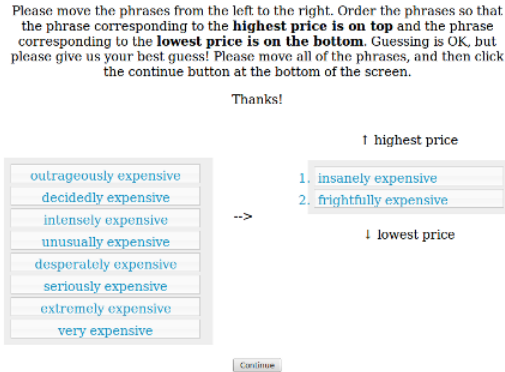 Please move the phrases from the left to the right. Order the phrases so that
the phrase corresponding to the highest price is on top and the phrase
corresponding to the lowest price is on the bottom. Guessing is OK, but
please give us your best guess! Please move all of the phrases, and then click
the continue button at the bottom of the screen.
Thanks!
outrageously expensive
decidedly expensive
intensely expensive
unusually expensive
desperately expensive
seriously expensive
extremely expensive
very expensive
-->
↑ highest price
1. insanely expensive
2. frightfully expensive
↓ lowest price
Continue